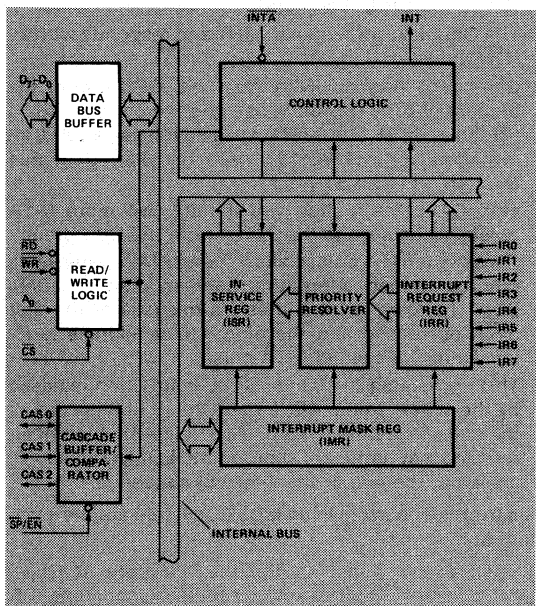 INTA INT
D7-D0
DATA
BUS
BUFFER
CONTROL LOGIC
RD
WR
A0
CS
READ/
WRITE
LOGIC
IN-
SERVICE
REG
(ISR)
PRIORITY
RESOLVER
INTERRUPT
REQUEST
REG
(IRR)
IR0
IR1
IR2
IR3
IR4
IR5
IR6
IR7
CAS 0
CAS 1
CAS 2
CASCADE
BUFFER/
COMPA-
RATOR
SP/EN
INTERRUPT MASK REG
(IMR)
INTERNAL BUS